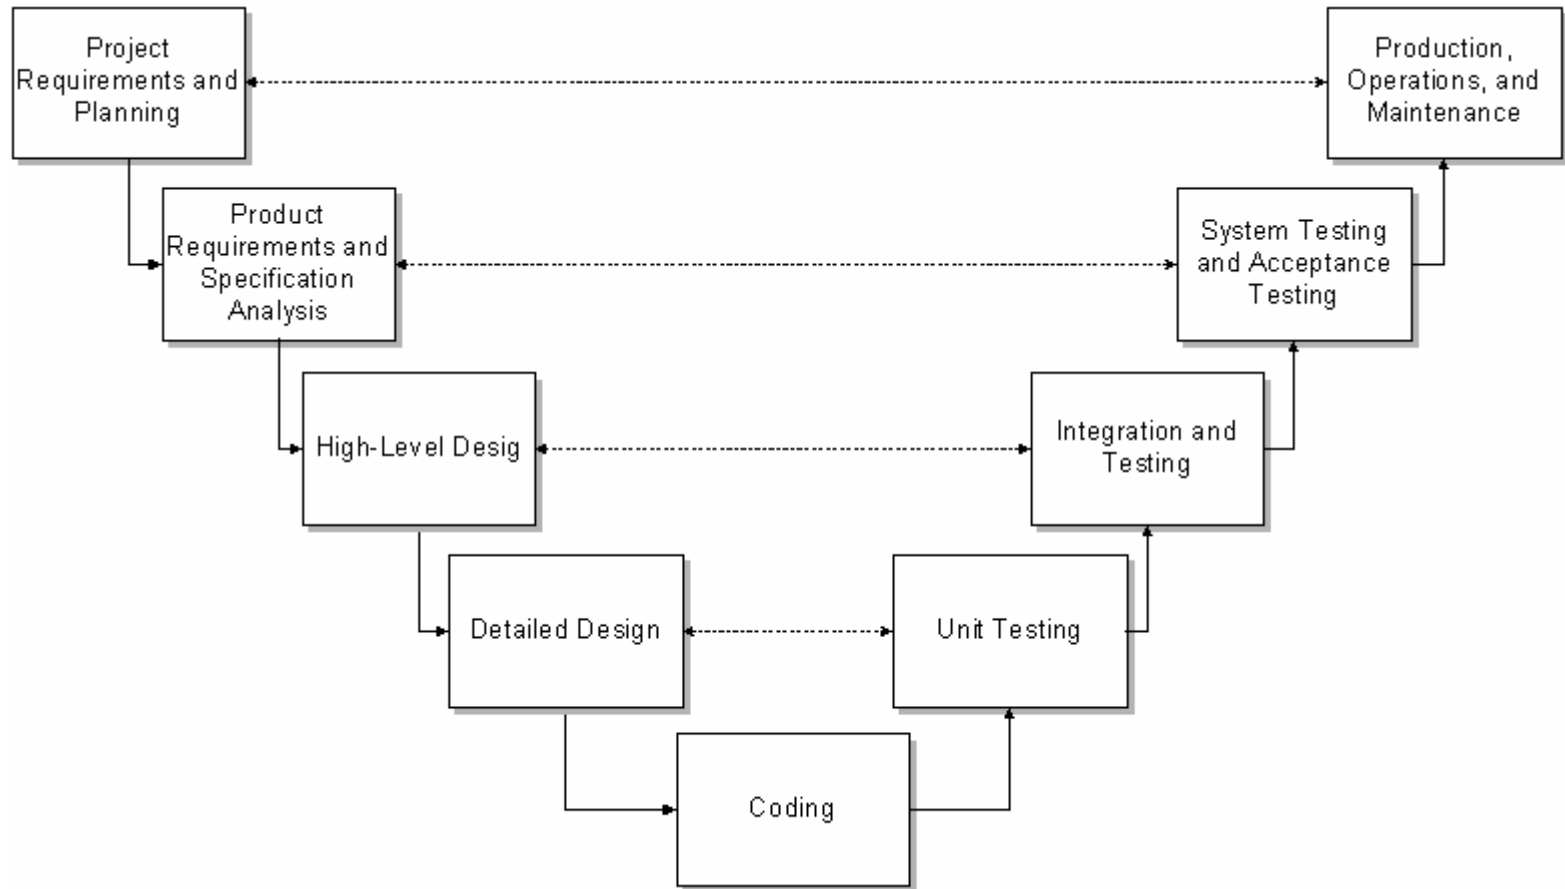 Project
Requirements and
Planning
Production,
Operations, and
Maintenance
Product
Requirements and
Specification
Analysis
System Testing
and Acceptance
Testing
High-Level Desig
Integration and
Testing
Detailed Design
Unit Testing
Coding